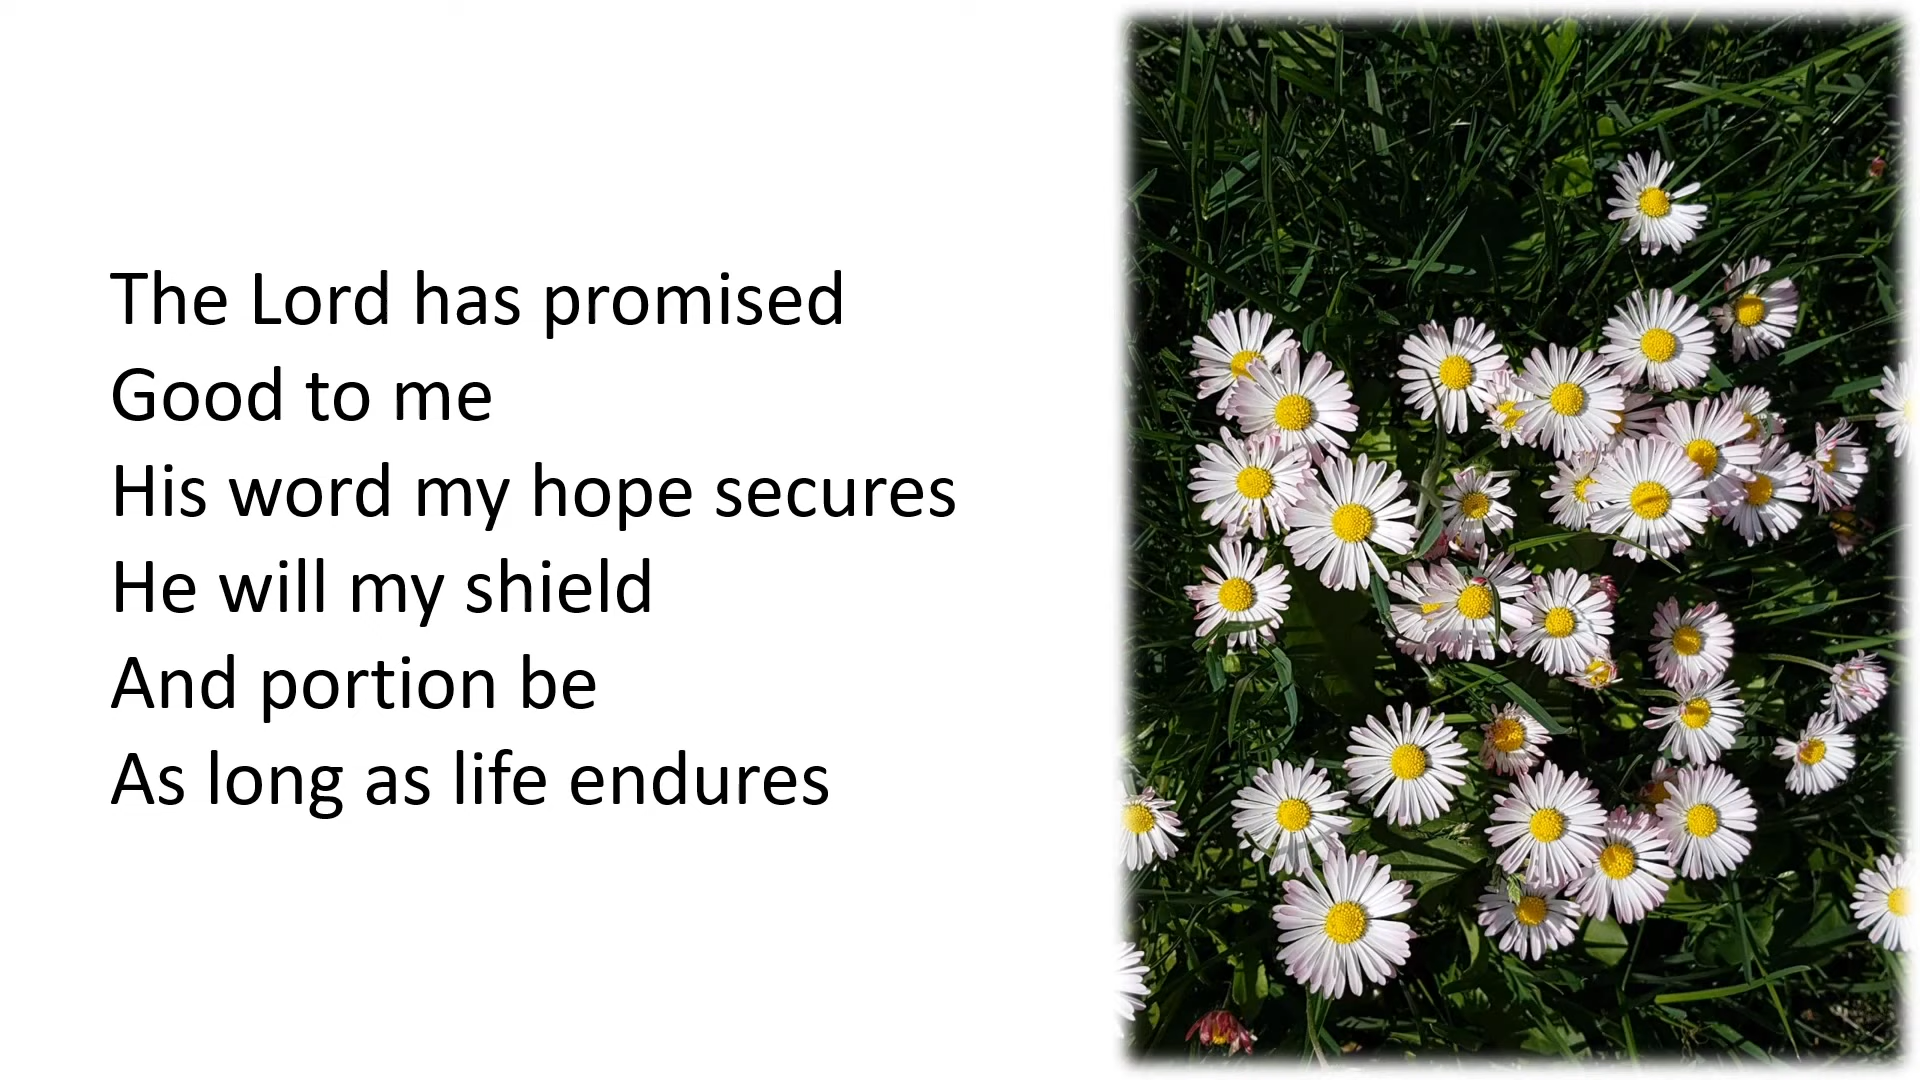 The Lord has promised
Good to me
His word my hope secures
He will my shield
And portion be
As long as life endures